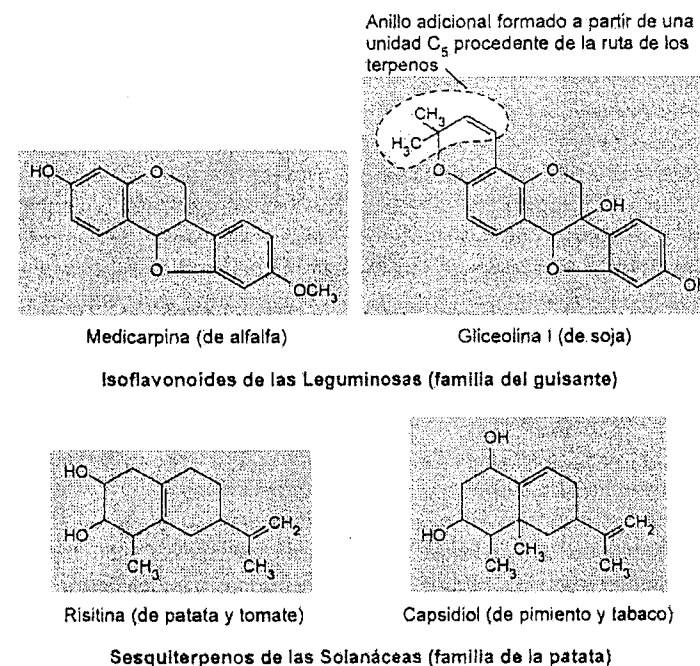 Anillo adicional formado a partir de una
unidad C₅ procedente de la ruta de los
terpenos
CH₃
H₃C
O
HO
O
O
OCH₃
O
OH
O
OH
Medicarpina (de alfalfa)
Gliceolina I (de soja)
Isoflavonoides de las Leguminosas (familia del guisante)
HO
HO
CH₃
CH₂
CH₃
OH
HO
CH₃
CH₃
CH₂
CH₃
Risitina (de patata y tomate)
Capsidiol (de pimiento y tabaco)
Sesquiterpenos de las Solanáceas (familia de la patata)